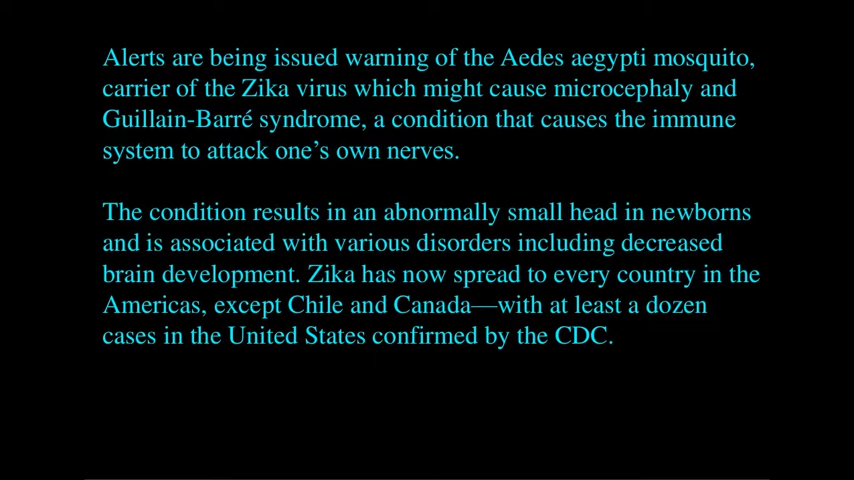 Alerts are being issued warning of the Aedes aegypti mosquito,
carrier of the Zika virus which might cause microcephaly and
Guillain-Barré syndrome, a condition that causes the immune
system to attack one’s own nerves.
The condition results in an abnormally small head in newborns
and is associated with various disorders including decreased
brain development. Zika has now spread to every country in the
Americas, except Chile and Canada—with at least a dozen
cases in the United States confirmed by the CDC.